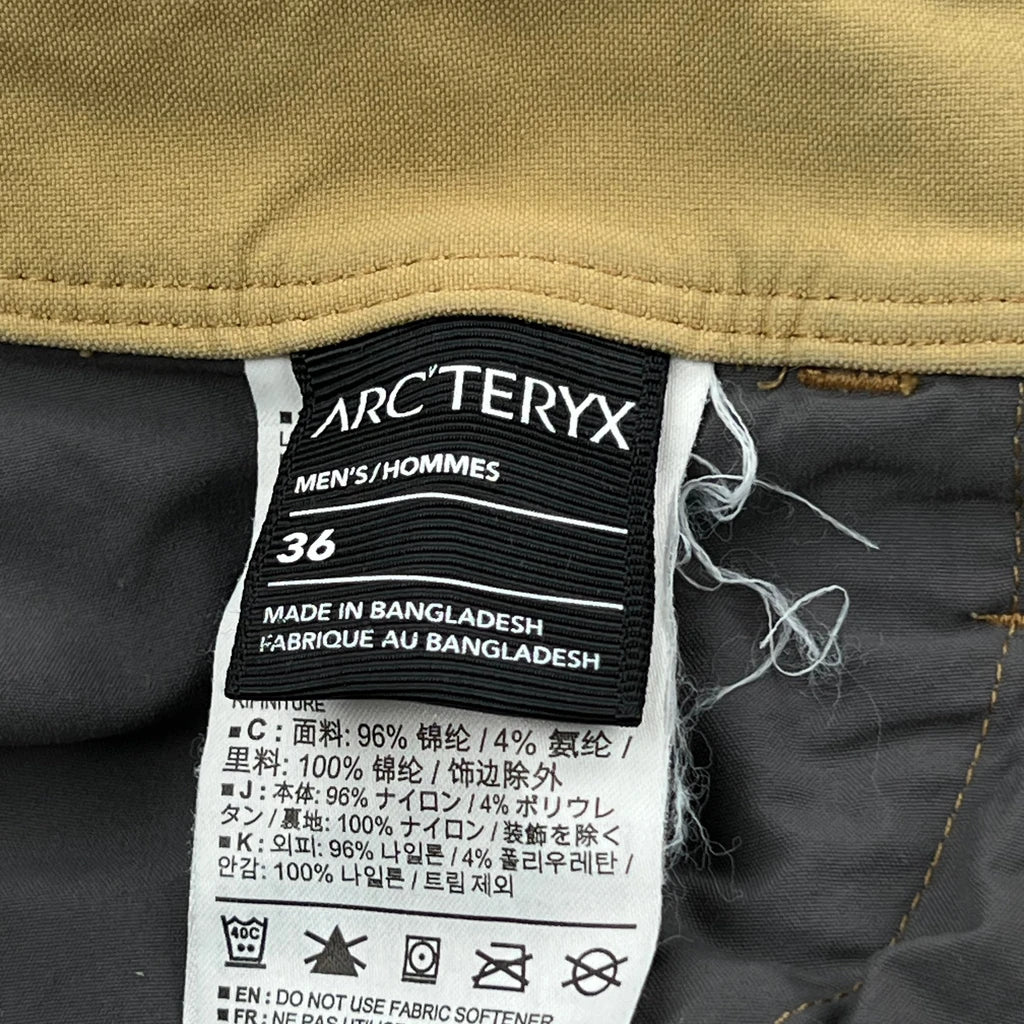 ARC'TERYX
MEN'S/HOMMES
36
MADE IN BANGLADESH
FABRIQUE AU BANGLADESH
RIFINITURE
■ C : 面料: 96% 锦纶 / 4% 氨纶 /
里料: 100% 锦纶 / 饰边除外
■ J : 本体: 96% ナイロン / 4% ポリウレ
タン / 裏地: 100% ナイロン / 装飾を除く
■ K : 외피: 96% 나일론 / 4% 폴리우레탄 /
안감: 100% 나일론 / 트림 제외
40C
■ EN : DO NOT USE FABRIC SOFTENER
■ FR : NE PAS